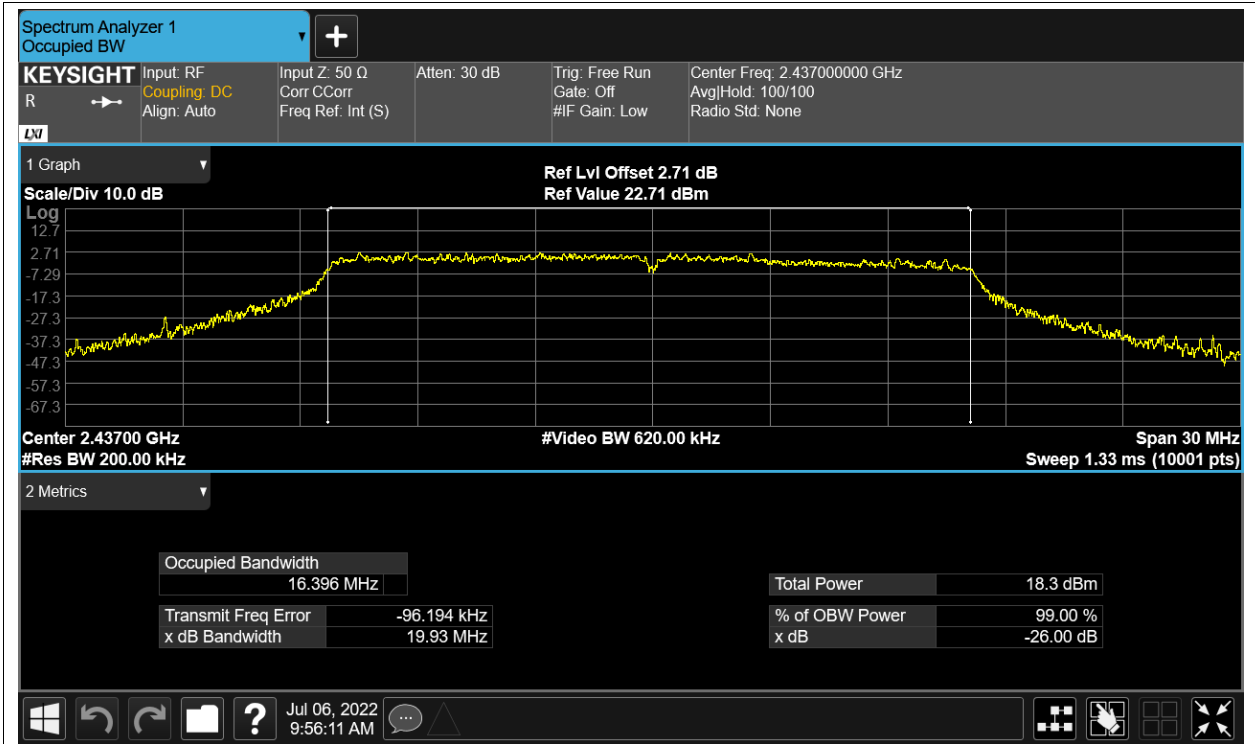 Spectrum Analyzer 1
Occupied BW
KEYSIGHT
R
LXI
Input: RF
Coupling: DC
Align: Auto
Input Z: 50 Ω
Corr CCorr
Freq Ref: Int (S)
Atten: 30 dB
Trig: Free Run
Gate: Off
#IF Gain: Low
Center Freq: 2.437000000 GHz
Avg|Hold: 100/100
Radio Std: None
1 Graph
Scale/Div 10.0 dB
Ref Lvl Offset 2.71 dB
Ref Value 22.71 dBm
Log
12.7
2.71
-7.29
-17.3
-27.3
-37.3
-47.3
-57.3
-67.3
Center 2.43700 GHz
#Video BW 620.00 kHz
Span 30 MHz
#Res BW 200.00 kHz
Sweep 1.33 ms (10001 pts)
2 Metrics
Occupied Bandwidth
16.396 MHz
Total Power 18.3 dBm
Transmit Freq Error -96.194 kHz
% of OBW Power 99.00 %
x dB Bandwidth 19.93 MHz
x dB -26.00 dB
?
Jul 06, 2022
9:56:11 AM